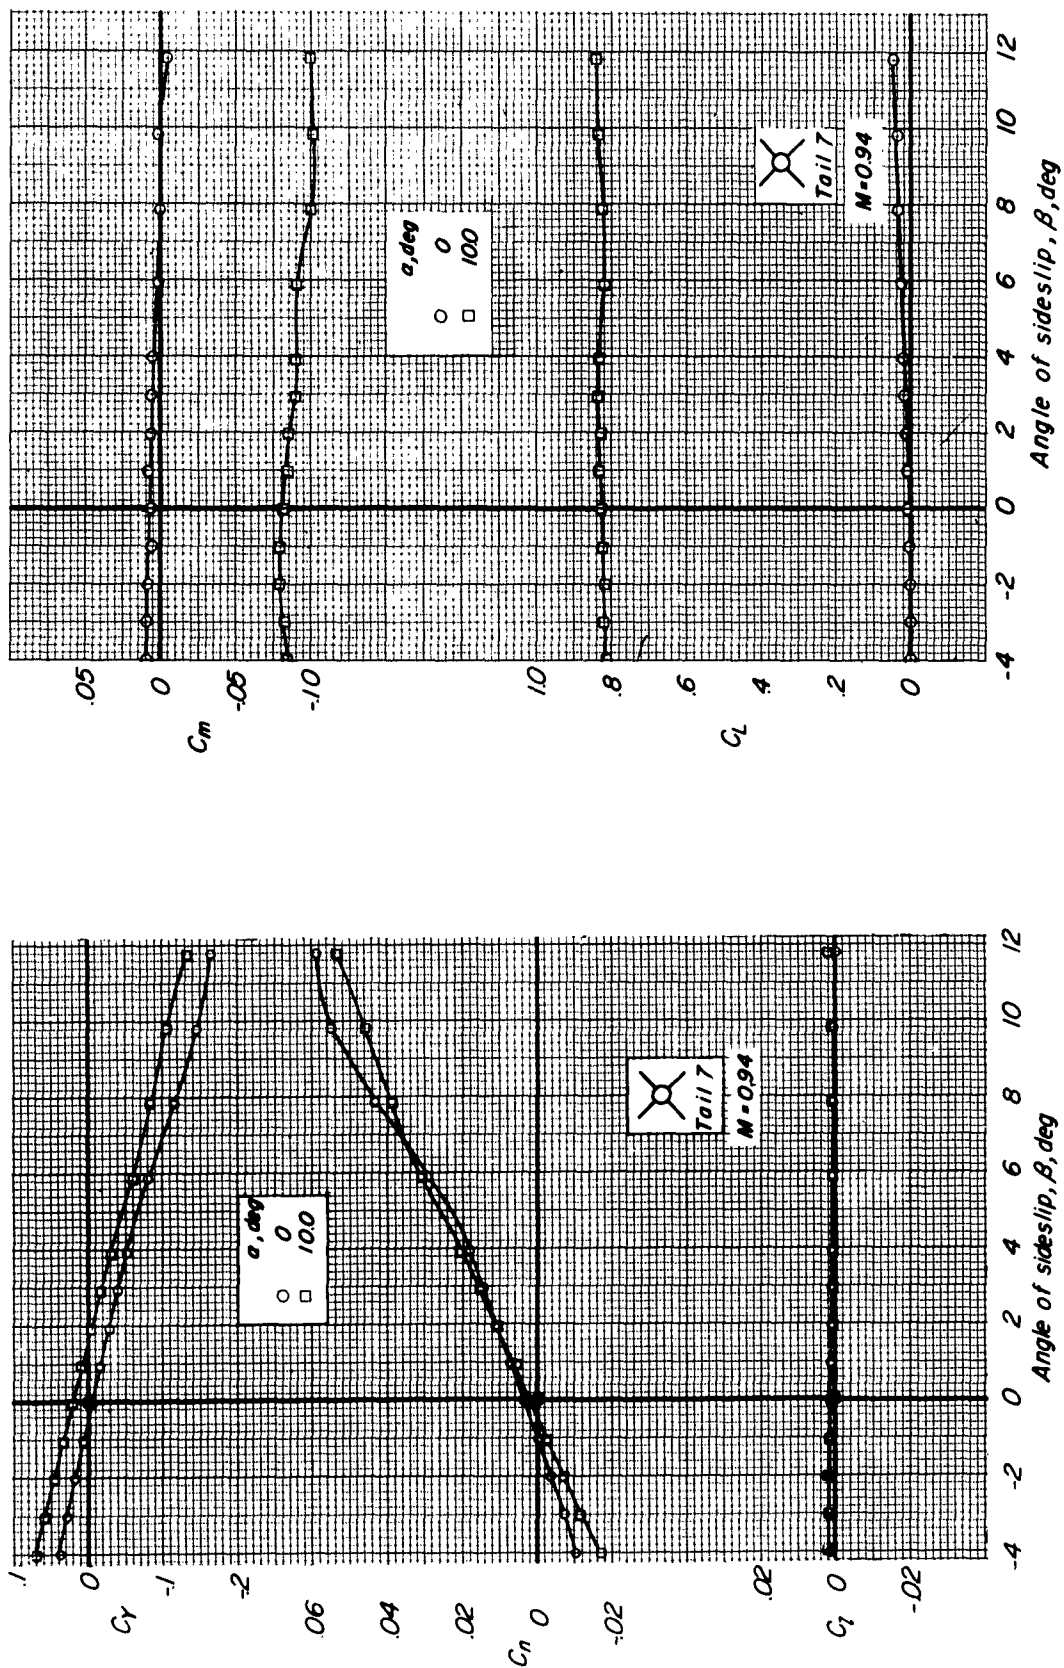 .1
0
-.1
-.2
C_Y
.06
.04
.02
0
-.02
C_n
.02
0
-.02
C_l
α, deg
○ 0
□ 10.0
Tail 7
M=0.94
-4 -2 0 2 4 6 8 10 12
Angle of sideslip, β, deg
.05
0
-.05
-.10
C_m
1.0
.8
.6
.4
.2
0
C_L
α, deg
○ 0
□ 10.0
Tail 7
M=0.94
-4 -2 0 2 4 6 8 10 12
Angle of sideslip, β, deg